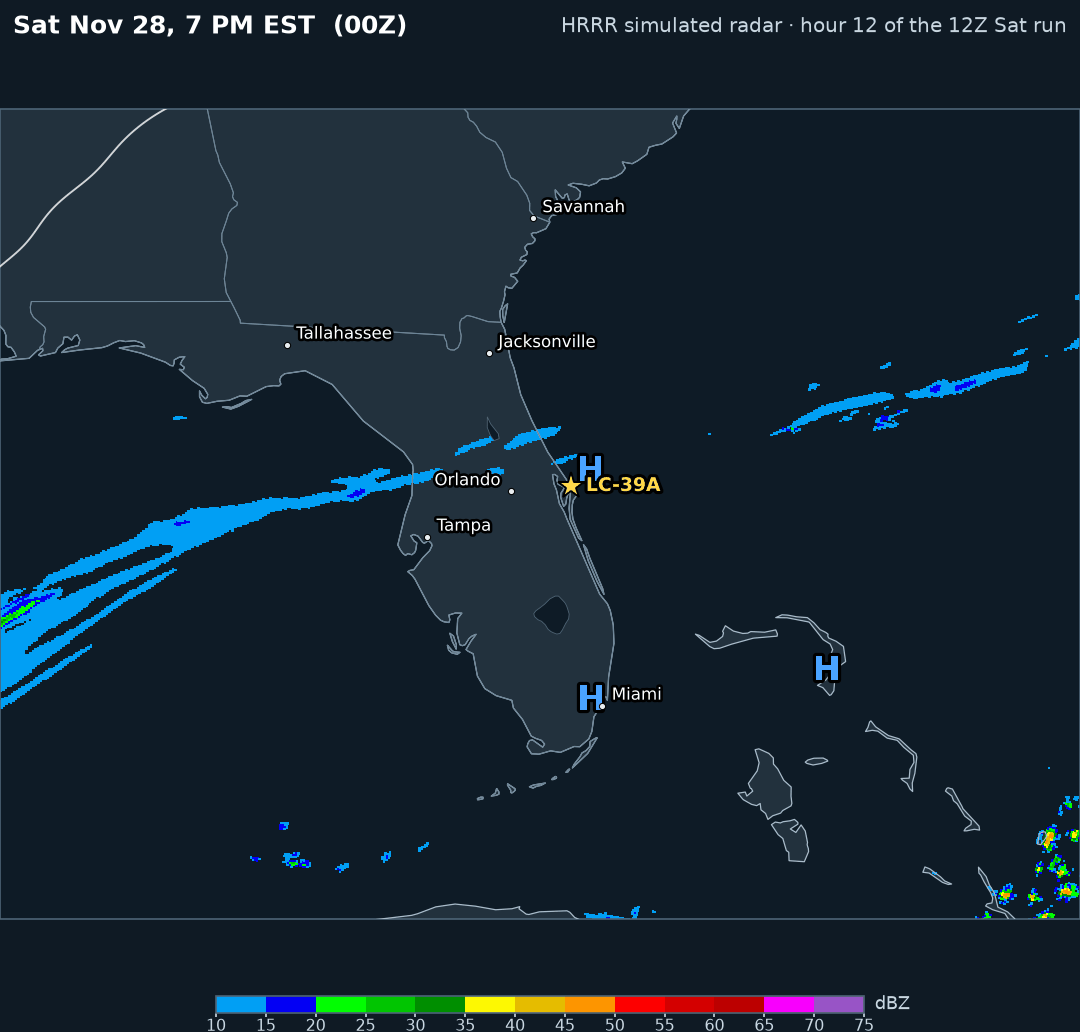 Sat Nov 28, 7 PM EST (00Z)
HRRR simulated radar · hour 12 of the 12Z Sat run
Savannah
Tallahassee
Jacksonville
H
Orlando
LC-39A
Tampa
H
H
Miami
10 15 20 25 30 35 40 45 50 55 60 65 70 75
dBZ